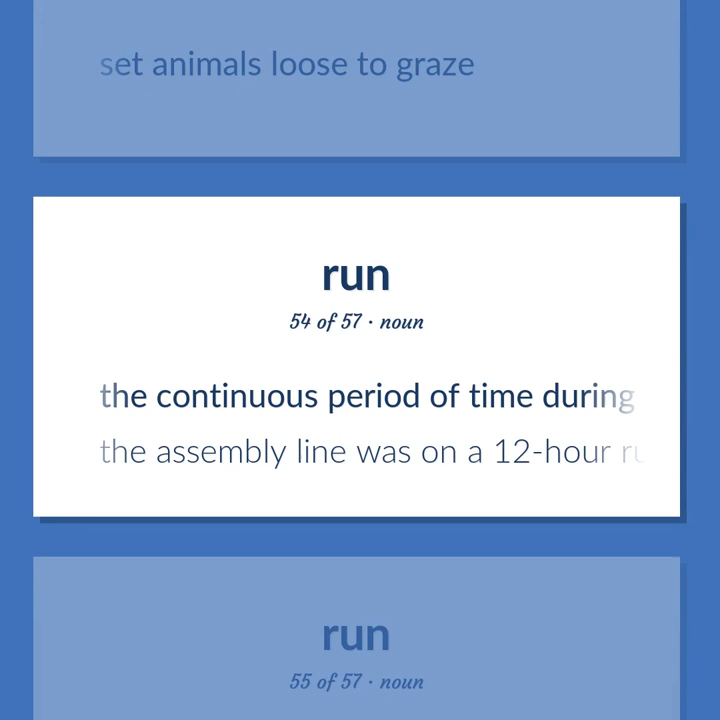 set animals loose to graze
run
54 of 57 · noun
the continuous period of time during
the assembly line was on a 12-hour
run
55 of 57 · noun